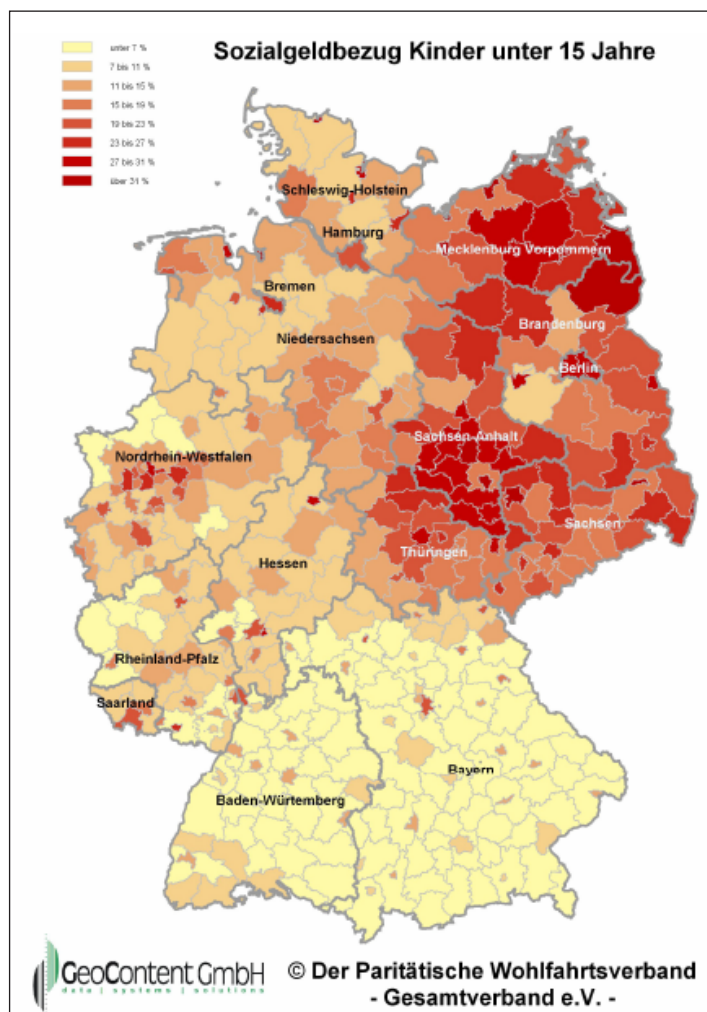 Sozialgeldbezug Kinder unter 15 Jahre
unter 7 %
7 bis 11 %
11 bis 15 %
15 bis 19 %
19 bis 23 %
23 bis 27 %
27 bis 31 %
über 31 %
Schleswig-Holstein
Hamburg
Mecklenburg Vorpommern
Bremen
Brandenburg
Niedersachsen
Berlin
Sachsen-Anhalt
Nordrhein-Westfalen
Sachsen
Thüringen
Hessen
Rheinland-Pfalz
Saarland
Bayern
Baden-Würtemberg
GeoContent GmbH
data | systems | solutions
© Der Paritätische Wohlfahrtsverband
- Gesamtverband e.V. -